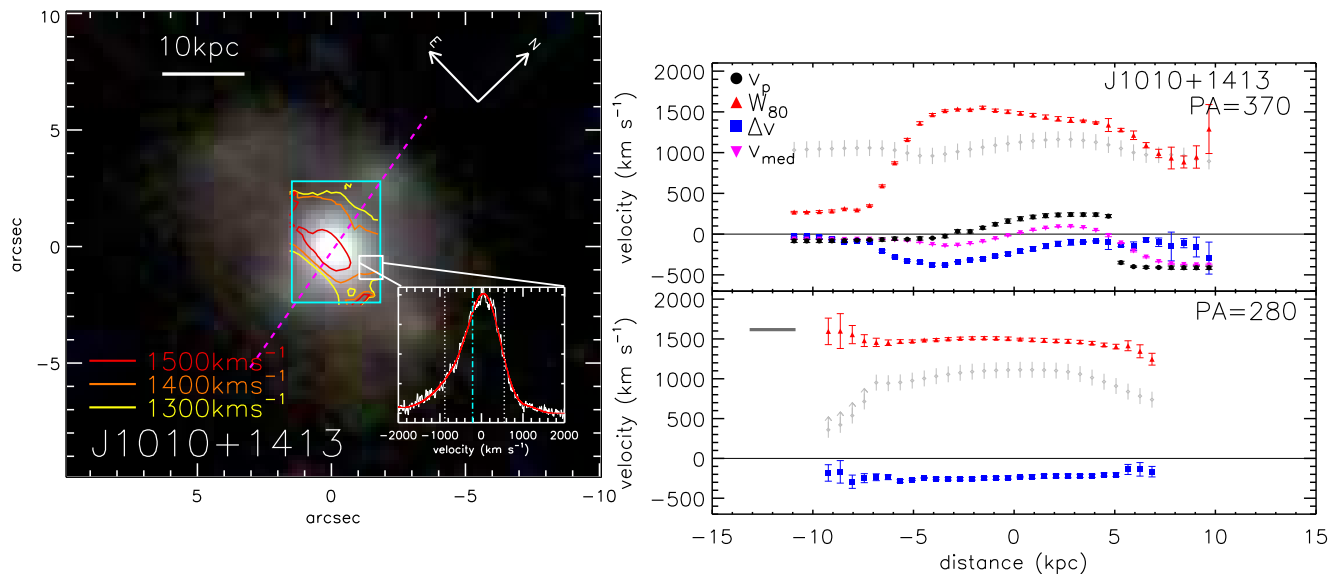 10
5
0
−5
arcsec
10kpc
E
N
2
0
1500kms⁻¹
1400kms⁻¹
1300kms⁻¹
J1010+1413
−2000 −1000 0 1000 2000
velocity (km s⁻¹)
5 0 −5 −10
arcsec
2000
1500
1000
500
0
−500
velocity (km s⁻¹)
v_p
W_80
Δv
v_med
J1010+1413
PA=370
2000
1500
1000
500
0
−500
velocity (km s⁻¹)
PA=280
−15 −10 −5 0 5 10 15
distance (kpc)